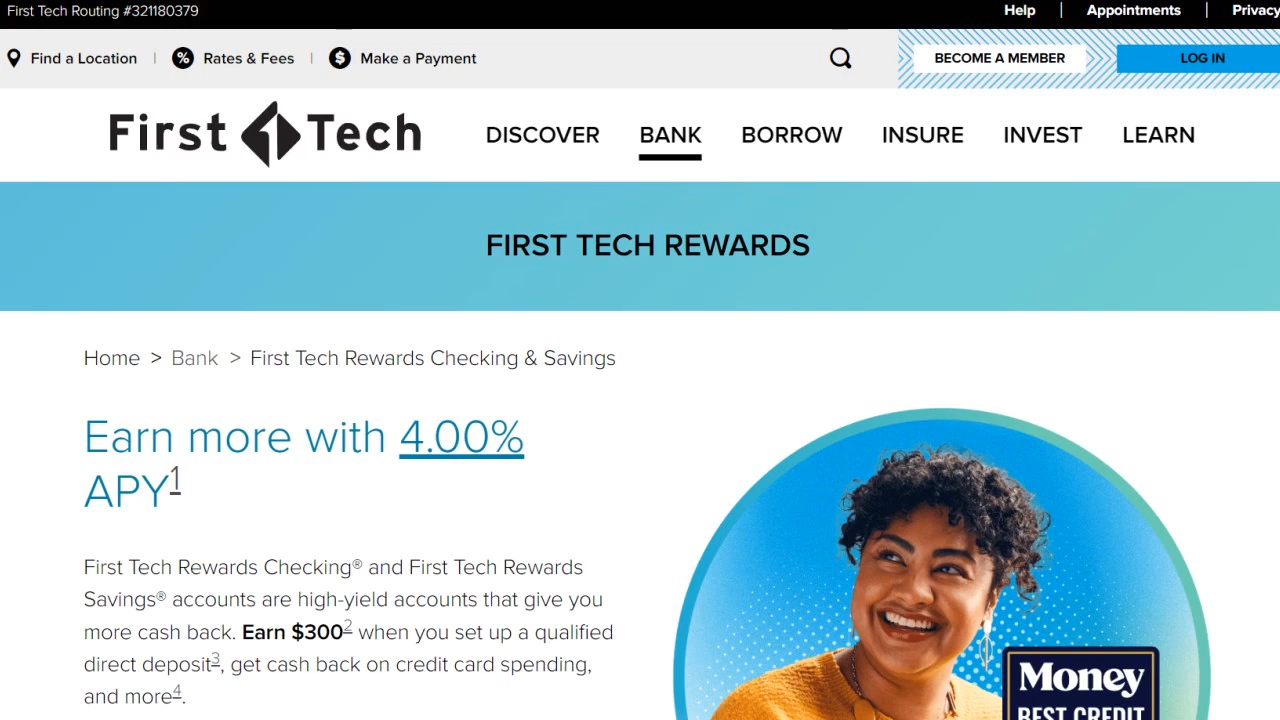 First Tech Routing #321180379
Help | Appointments | Privacy
Find a Location | Rates & Fees | Make a Payment
BECOME A MEMBER
LOG IN
First Tech
DISCOVER BANK BORROW INSURE INVEST LEARN
FIRST TECH REWARDS
Home > Bank > First Tech Rewards Checking & Savings
Earn more with 4.00%
APY1
First Tech Rewards Checking® and First Tech Rewards
Savings® accounts are high-yield accounts that give you
more cash back. Earn $3002 when you set up a qualified
direct deposit3, get cash back on credit card spending,
and more4.
Money
BEST CREDIT